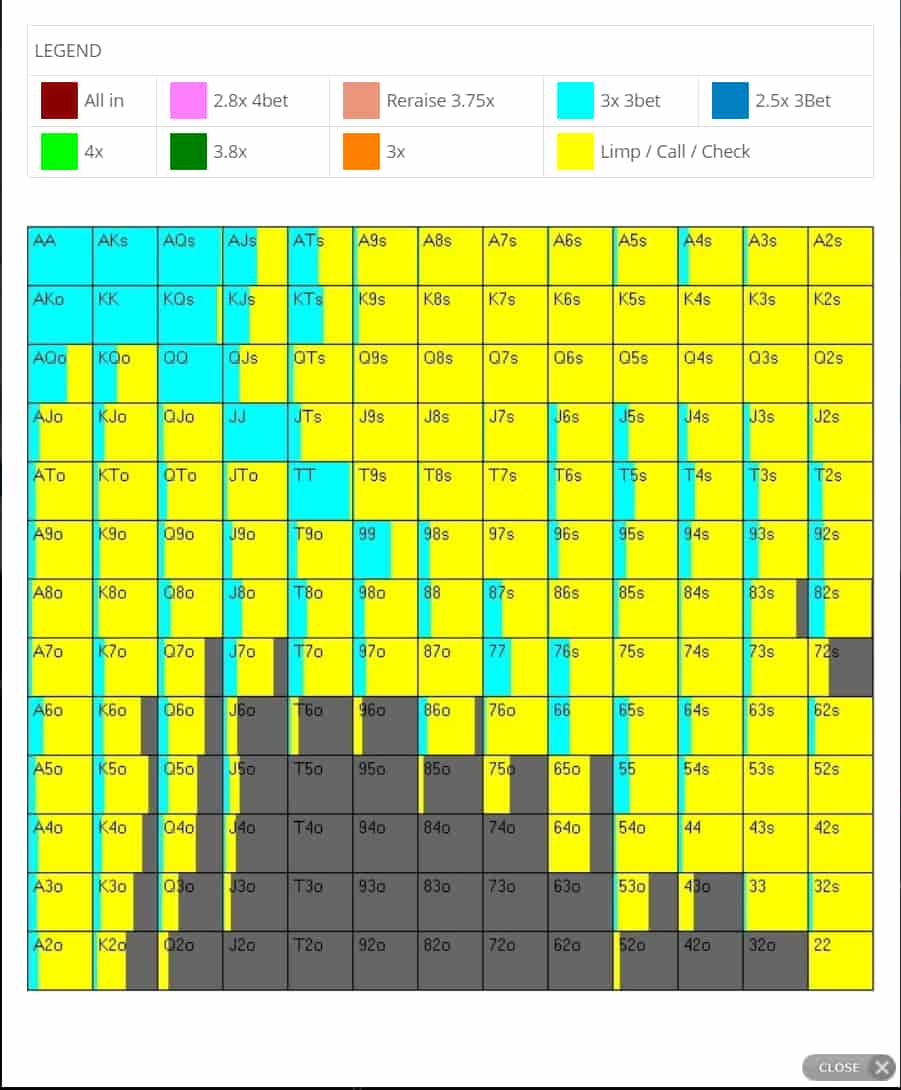 LEGEND
All in 2.8x 4bet Reraise 3.75x 3x 3bet 2.5x 3Bet
4x 3.8x 3x Limp / Call / Check
AA AKs AQs AJs ATs A9s A8s A7s A6s A5s A4s A3s A2s
AKo KK KQs KJs KTs K9s K8s K7s K6s K5s K4s K3s K2s
AQo KQo QQ QJs QTs Q9s Q8s Q7s Q6s Q5s Q4s Q3s Q2s
AJo KJo QJo JJ JTs J9s J8s J7s J6s J5s J4s J3s J2s
ATo KTo QTo JTo TT T9s T8s T7s T6s T5s T4s T3s T2s
A9o K9o Q9o J9o T9o 99 98s 97s 96s 95s 94s 93s 92s
A8o K8o Q8o J8o T8o 98o 88 87s 86s 85s 84s 83s 82s
A7o K7o Q7o J7o T7o 97o 87o 77 76s 75s 74s 73s 72s
A6o K6o Q6o J6o T6o 96o 86o 76o 66 65s 64s 63s 62s
A5o K5o Q5o J5o T5o 95o 85o 75o 65o 55 54s 53s 52s
A4o K4o Q4o J4o T4o 94o 84o 74o 64o 54o 44 43s 42s
A3o K3o Q3o J3o T3o 93o 83o 73o 63o 53o 43o 33 32s
A2o K2o Q2o J2o T2o 92o 82o 72o 62o 52o 42o 32o 22
CLOSE